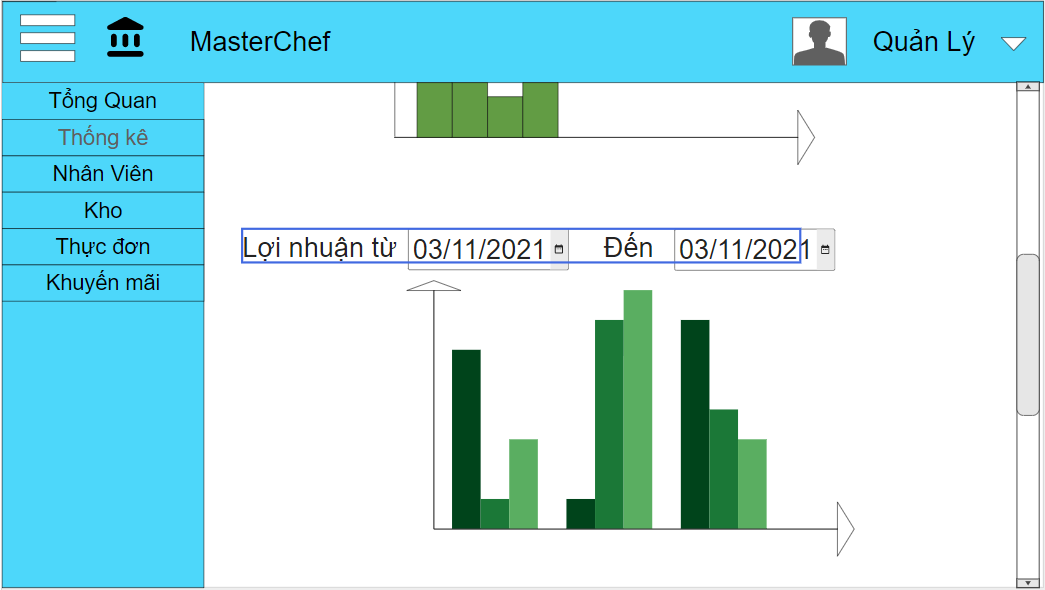 MasterChef
Quản Lý
Tổng Quan
Thống kê
Nhân Viên
Kho
Thực đơn
Khuyến mãi
Lợi nhuận từ 03/11/2021 Đến 03/11/2021